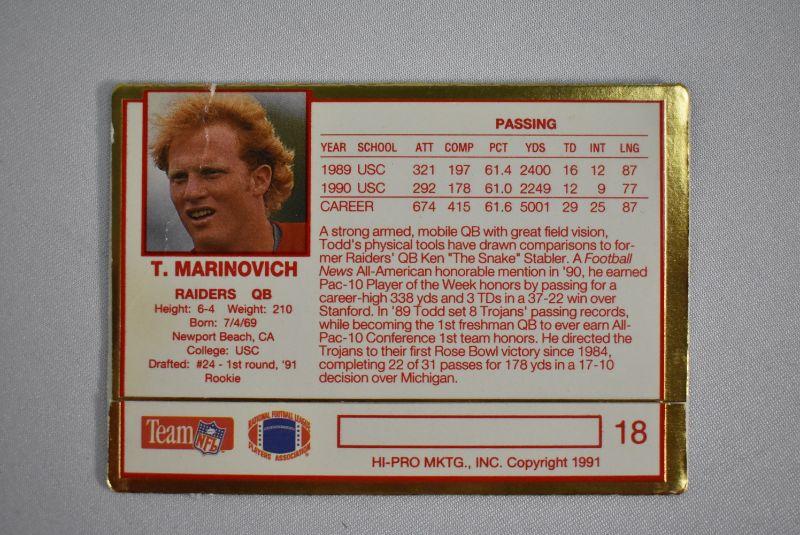 T. MARINOVICH
RAIDERS QB
Height: 6-4 Weight: 210
Born: 7/4/69
Newport Beach, CA
College: USC
Drafted: #24 - 1st round, '91
Rookie
PASSING
YEAR SCHOOL ATT COMP PCT YDS TD INT LNG
1989 USC 321 197 61.4 2400 16 12 87
1990 USC 292 178 61.0 2249 12 9 77
CAREER 674 415 61.6 5001 29 25 87
A strong armed, mobile QB with great field vision,
Todd's physical tools have drawn comparisons to for-
mer Raiders' QB Ken "The Snake" Stabler. A Football
News All-American honorable mention in '90, he earned
Pac-10 Player of the Week honors by passing for a
career-high 338 yds and 3 TDs in a 37-22 win over
Stanford. In '89 Todd set 8 Trojans' passing records,
while becoming the 1st freshman QB to ever earn All-
Pac-10 Conference 1st team honors. He directed the
Trojans to their first Rose Bowl victory since 1984,
completing 22 of 31 passes for 178 yds in a 17-10
decision over Michigan.
Team NFL
NATIONAL FOOTBALL LEAGUE
PLAYERS ASSOCIATION
18
HI-PRO MKTG., INC. Copyright 1991